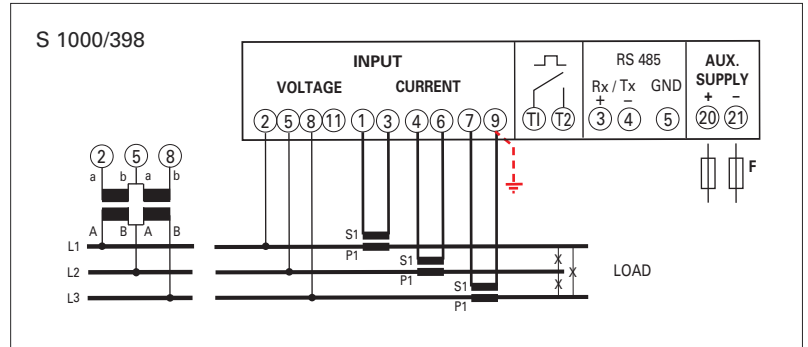 S 1000/398
INPUT
VOLTAGE CURRENT
2 5 8 11 1 3 4 6 7 9
T1 T2
RS 485
Rx / Tx GND
+ –
3 4 5
AUX.
SUPPLY
+ –
20 21
F
2 5 8
a b a b
A B A B
L1
L2
L3
S1
P1
S1
P1
S1
P1
X
X
X
LOAD